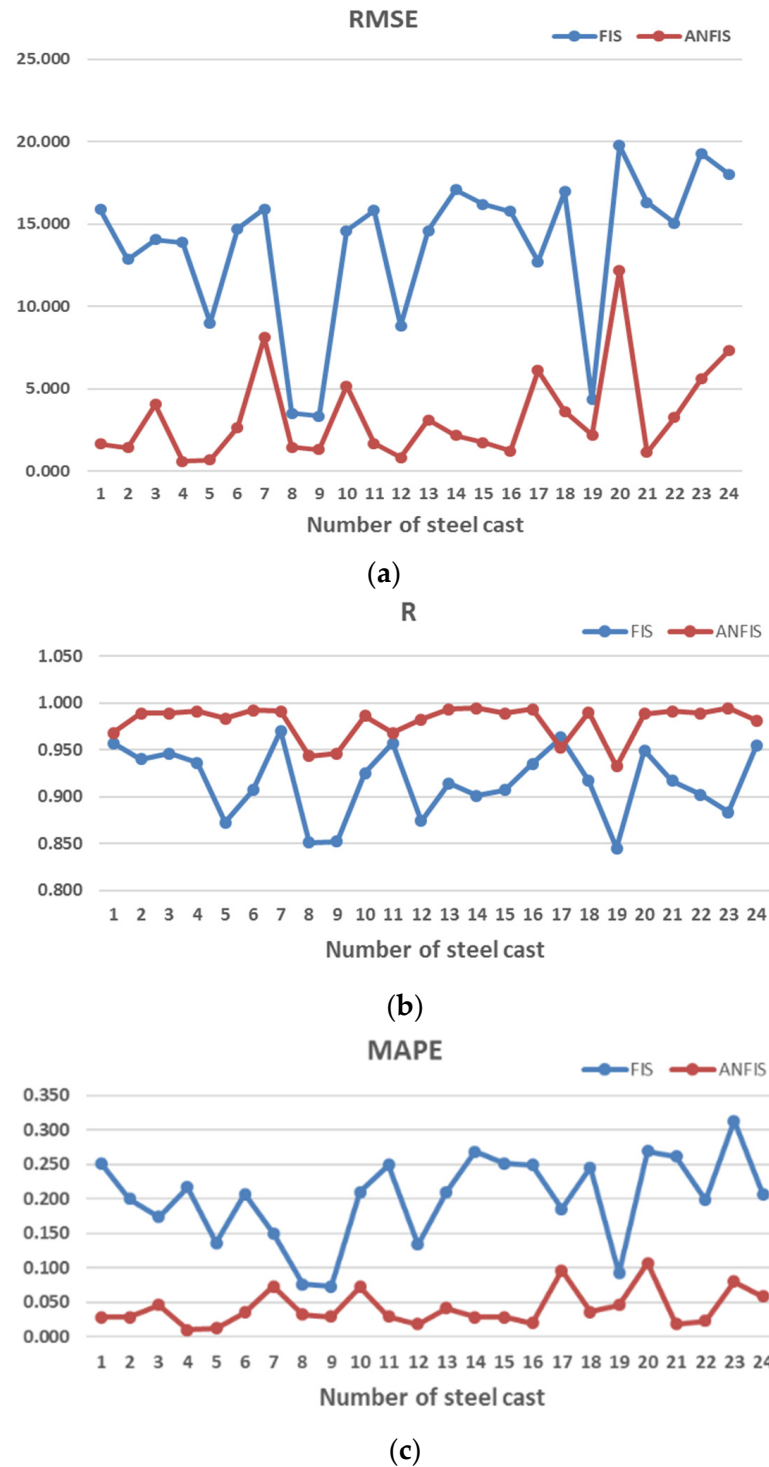 RMSE
FIS ANFIS
25.000
20.000
15.000
10.000
5.000
0.000
1 2 3 4 5 6 7 8 9 10 11 12 13 14 15 16 17 18 19 20 21 22 23 24
Number of steel cast
(a)
R
FIS ANFIS
1.050
1.000
0.950
0.900
0.850
0.800
1 2 3 4 5 6 7 8 9 10 11 12 13 14 15 16 17 18 19 20 21 22 23 24
Number of steel cast
(b)
MAPE
FIS ANFIS
0.350
0.300
0.250
0.200
0.150
0.100
0.050
0.000
1 2 3 4 5 6 7 8 9 10 11 12 13 14 15 16 17 18 19 20 21 22 23 24
Number of steel cast
(c)